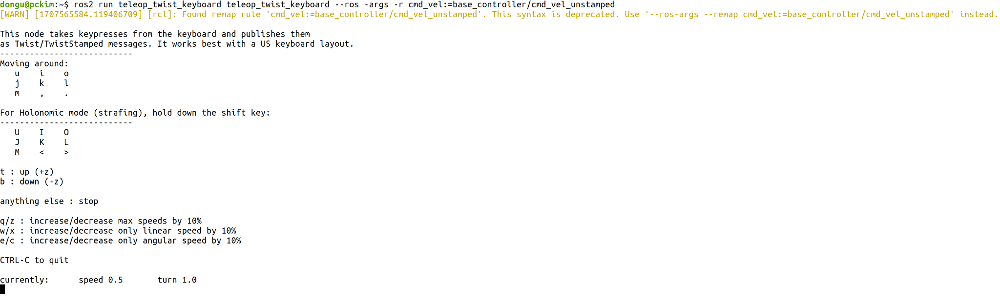 dongu@pckim:~$ ros2 run teleop_twist_keyboard teleop_twist_keyboard --ros -args -r cmd_vel:=base_controller/cmd_vel_unstamped
[WARN] [1707565584.119406709] [rcl]: Found remap rule 'cmd_vel:=base_controller/cmd_vel_unstamped'. This syntax is deprecated. Use '--ros-args --remap cmd_vel:=base_controller/cmd_vel_unstamped' instead.
This node takes keypresses from the keyboard and publishes them
as Twist/TwistStamped messages. It works best with a US keyboard layout.
---------------------------
Moving around:
u i o
j k l
m , .
For Holonomic mode (strafing), hold down the shift key:
---------------------------
U I O
J K L
M < >
t : up (+z)
b : down (-z)
anything else : stop
q/z : increase/decrease max speeds by 10%
w/x : increase/decrease only linear speed by 10%
e/c : increase/decrease only angular speed by 10%
CTRL-C to quit
currently: speed 0.5 turn 1.0